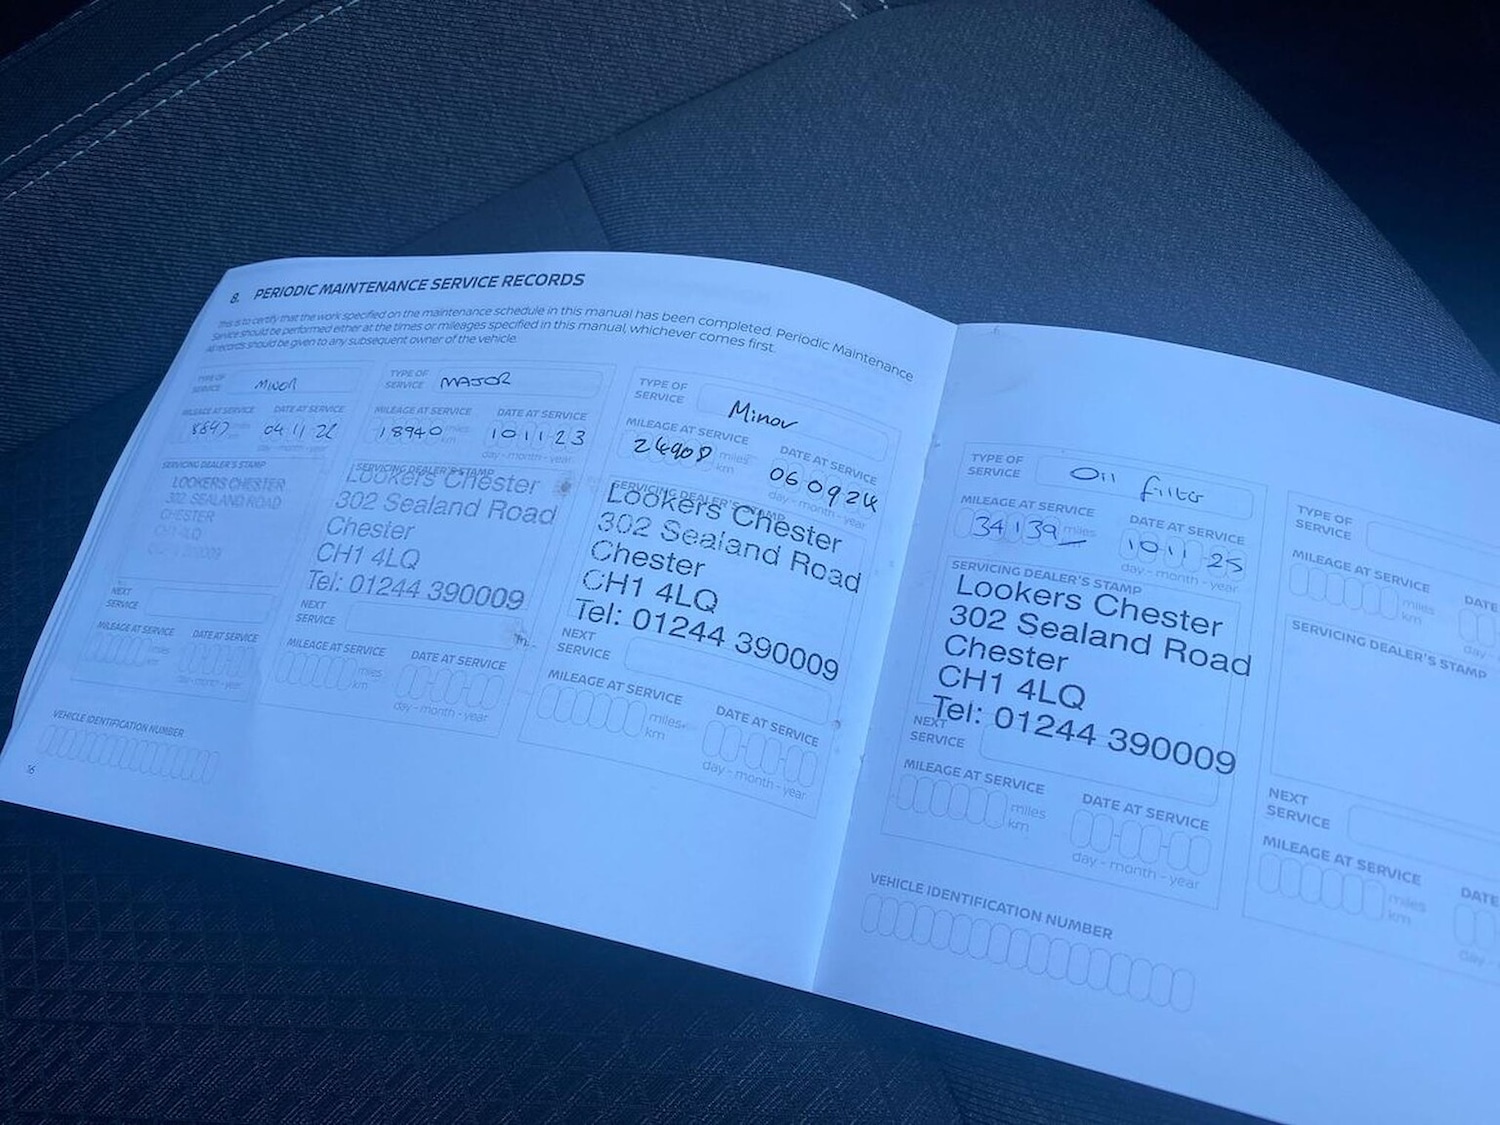 8. PERIODIC MAINTENANCE SERVICE RECORDS
This is to certify that the work specified on the maintenance schedule in this manual has been completed. Periodic Maintenance
Service should be performed either at the times or mileages specified in this manual, whichever comes first.
records should be given to any subsequent owner of the vehicle.
TYPE OF SERVICE MINOR
MILEAGE AT SERVICE DATE AT SERVICE
8847 miles km 04 11 22
day - month - year
SERVICING DEALER'S STAMP
LOOKERS CHESTER
302 SEALAND ROAD
CHESTER
CH1 4LQ
01244 390009
NEXT SERVICE
MILEAGE AT SERVICE DATE AT SERVICE
miles km
day - month - year
VEHICLE IDENTIFICATION NUMBER
16
TYPE OF SERVICE MAJOR
MILEAGE AT SERVICE DATE AT SERVICE
18940 miles km 10 11 23
day - month - year
SERVICING DEALER'S STAMP
Lookers Chester
302 Sealand Road
Chester
CH1 4LQ
Tel: 01244 390009
NEXT SERVICE
MILEAGE AT SERVICE DATE AT SERVICE
miles km
day - month - year
TYPE OF SERVICE Minor
MILEAGE AT SERVICE DATE AT SERVICE
24908 miles km 06 09 24
day - month - year
SERVICING DEALER'S STAMP
Lookers Chester
302 Sealand Road
Chester
CH1 4LQ
Tel: 01244 390009
NEXT SERVICE
MILEAGE AT SERVICE DATE AT SERVICE
miles km
day - month - year
TYPE OF SERVICE Oil filter
MILEAGE AT SERVICE DATE AT SERVICE
34139 miles 10 11 25
day - month - year
SERVICING DEALER'S STAMP
Lookers Chester
302 Sealand Road
Chester
CH1 4LQ
Tel: 01244 390009
NEXT SERVICE
MILEAGE AT SERVICE DATE AT SERVICE
miles km
day - month - year
VEHICLE IDENTIFICATION NUMBER
TYPE OF SERVICE
MILEAGE AT SERVICE DATE
miles km
day -
SERVICING DEALER'S STAMP
NEXT SERVICE
MILEAGE AT SERVICE DATE
miles km
day -